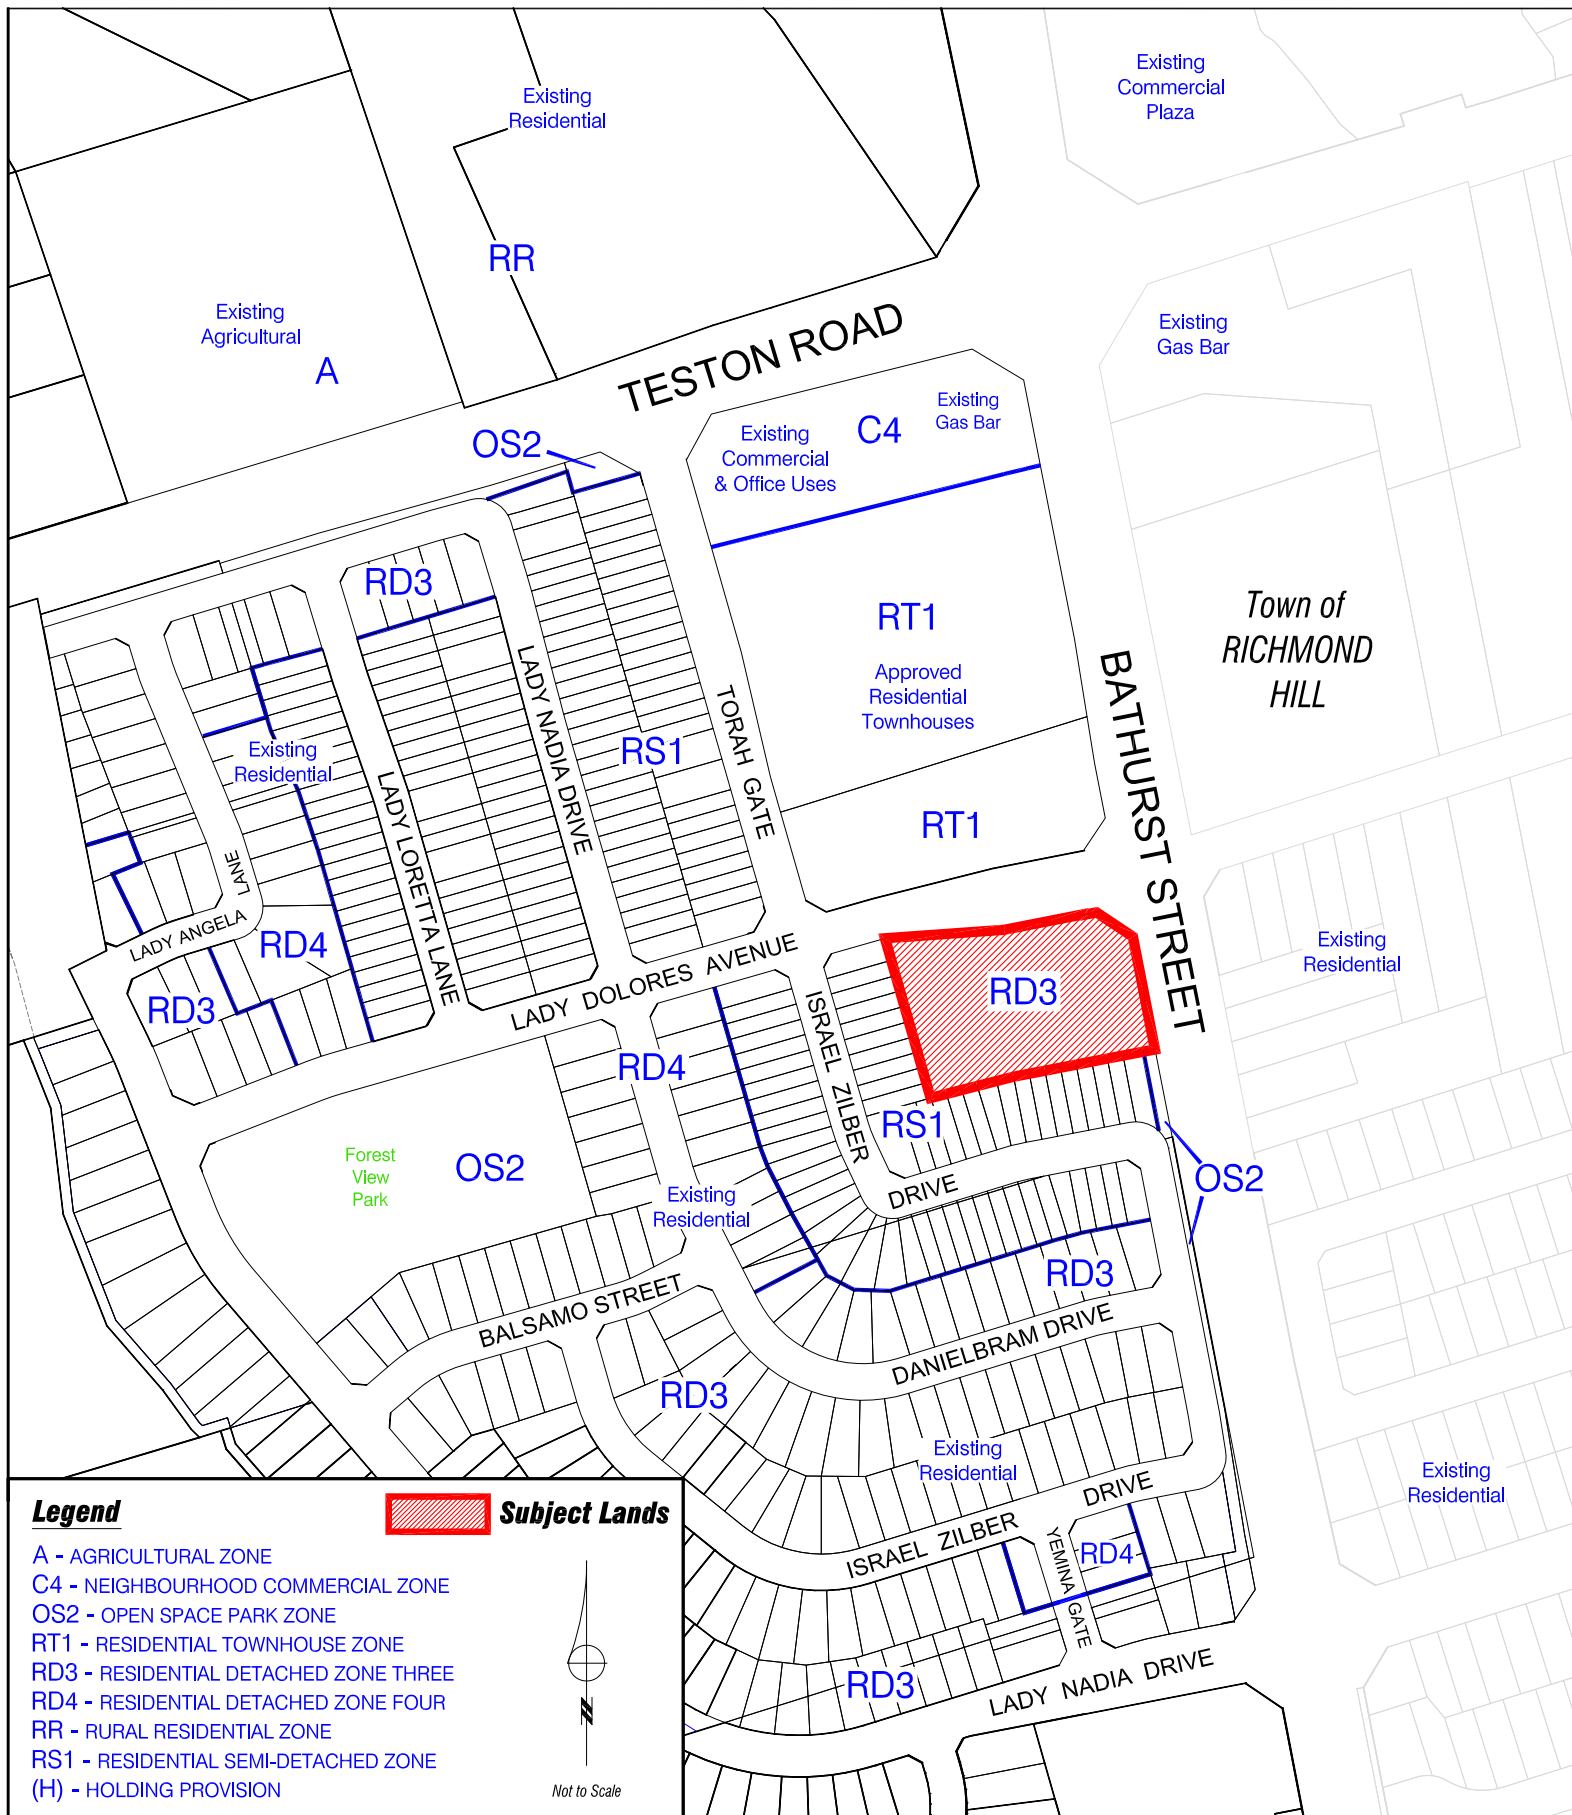 Existing
Commercial
Plaza
Existing
Residential
RR
Existing
Agricultural
A
TESTON ROAD
Existing
Gas Bar
OS2
Existing
Commercial
& Office Uses
C4
Existing
Gas Bar
RD3
RT1
Approved
Residential
Townhouses
Town of
RICHMOND
HILL
BATHURST STREET
LADY NADIA DRIVE
TORAH GATE
RS1
Existing
Residential
LADY LORETTA LANE
RT1
LANE
LADY ANGELA
RD4
RD3
LADY DOLORES AVENUE
ISRAEL ZILBER
RD3
Existing
Residential
RD4
RS1
Forest
View
Park
OS2
Existing
Residential
DRIVE
OS2
RD3
BALSAMO STREET
DANIELBRAM DRIVE
RD3
Existing
Residential
Existing
Residential
ISRAEL ZILBER
DRIVE
YEMINA GATE
RD4
RD3
LADY NADIA DRIVE
Legend
Subject Lands
A - AGRICULTURAL ZONE
C4 - NEIGHBOURHOOD COMMERCIAL ZONE
OS2 - OPEN SPACE PARK ZONE
RT1 - RESIDENTIAL TOWNHOUSE ZONE
RD3 - RESIDENTIAL DETACHED ZONE THREE
RD4 - RESIDENTIAL DETACHED ZONE FOUR
RR - RURAL RESIDENTIAL ZONE
RS1 - RESIDENTIAL SEMI-DETACHED ZONE
(H) - HOLDING PROVISION
N
Not to Scale